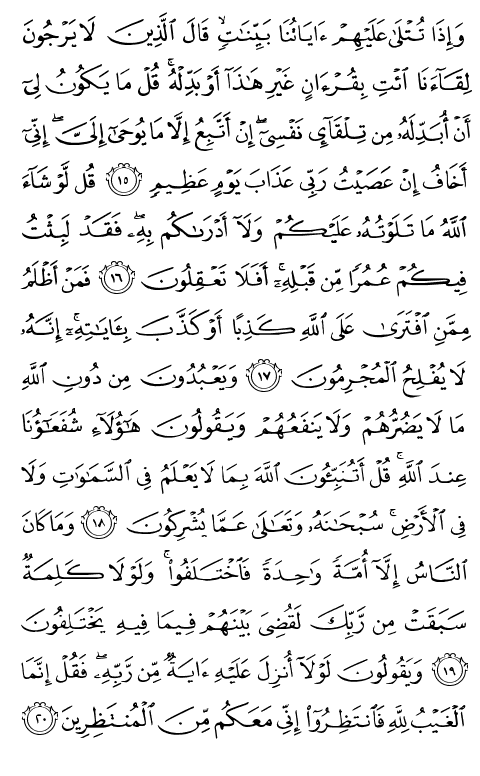 وَإِذَا تُتْلَىٰ عَلَيْهِمْ ءَايَاتُنَا بَيِّنَٰتٖ قَالَ ٱلَّذِينَ لَا يَرْجُونَ
لِقَآءَنَا ٱئْتِ بِقُرْءَانٍ غَيْرِ هَٰذَآ أَوْ بَدِّلْهُ ۚ قُلْ مَا يَكُونُ لِىٓ
أَنْ أُبَدِّلَهُۥ مِن تِلْقَآئِ نَفْسِىٓ ۖ إِنْ أَتَّبِعُ إِلَّا مَا يُوحَىٰٓ إِلَىَّ ۖ إِنِّىٓ
أَخَافُ إِنْ عَصَيْتُ رَبِّى عَذَابَ يَوْمٍ عَظِيمٍ ١٥ قُل لَّوْ شَآءَ
ٱللَّهُ مَا تَلَوْتُهُۥ عَلَيْكُمْ وَلَآ أَدْرَىٰكُم بِهِۦ ۖ فَقَدْ لَبِثْتُ
فِيكُمْ عُمُرًا مِّن قَبْلِهِۦٓ ۚ أَفَلَا تَعْقِلُونَ ١٦ فَمَنْ أَظْلَمُ
مِمَّنِ ٱفْتَرَىٰ عَلَى ٱللَّهِ كَذِبًا أَوْ كَذَّبَ بِـَٔايَاتِهِۦٓ ۚ إِنَّهُۥ
لَا يُفْلِحُ ٱلْمُجْرِمُونَ ١٧ وَيَعْبُدُونَ مِن دُونِ ٱللَّهِ
مَا لَا يَضُرُّهُمْ وَلَا يَنفَعُهُمْ وَيَقُولُونَ هَٰٓؤُلَآءِ شُفَعَٰٓؤُنَا
عِندَ ٱللَّهِ ۚ قُلْ أَتُنَبِّـُٔونَ ٱللَّهَ بِمَا لَا يَعْلَمُ فِى ٱلسَّمَٰوَٰتِ وَلَا
فِى ٱلْأَرْضِ ۚ سُبْحَٰنَهُۥ وَتَعَٰلَىٰ عَمَّا يُشْرِكُونَ ١٨ وَمَا كَانَ
ٱلنَّاسُ إِلَّآ أُمَّةً وَٰحِدَةً فَٱخْتَلَفُوا۟ ۚ وَلَوْلَا كَلِمَةٌ
سَبَقَتْ مِن رَّبِّكَ لَقُضِىَ بَيْنَهُمْ فِيمَا فِيهِ يَخْتَلِفُونَ
١٩ وَيَقُولُونَ لَوْلَآ أُنزِلَ عَلَيْهِ ءَايَةٌ مِّن رَّبِّهِۦ ۖ فَقُلْ إِنَّمَا
ٱلْغَيْبُ لِلَّهِ فَٱنتَظِرُوٓا۟ إِنِّى مَعَكُم مِّنَ ٱلْمُنتَظِرِينَ ٢٠